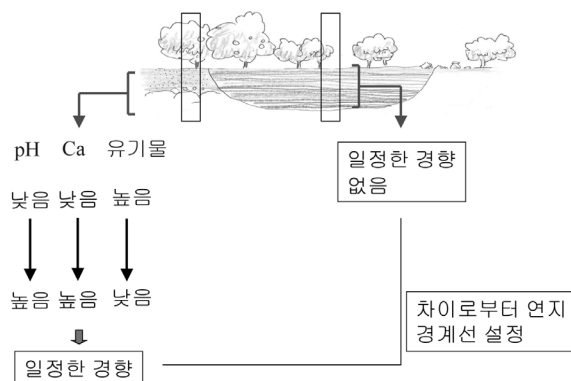 pH Ca 유기물
일정한 경향
없음
낮음 낮음 높음
높음 높음 낮음
차이로부터 연지
경계선 설정
일정한 경향